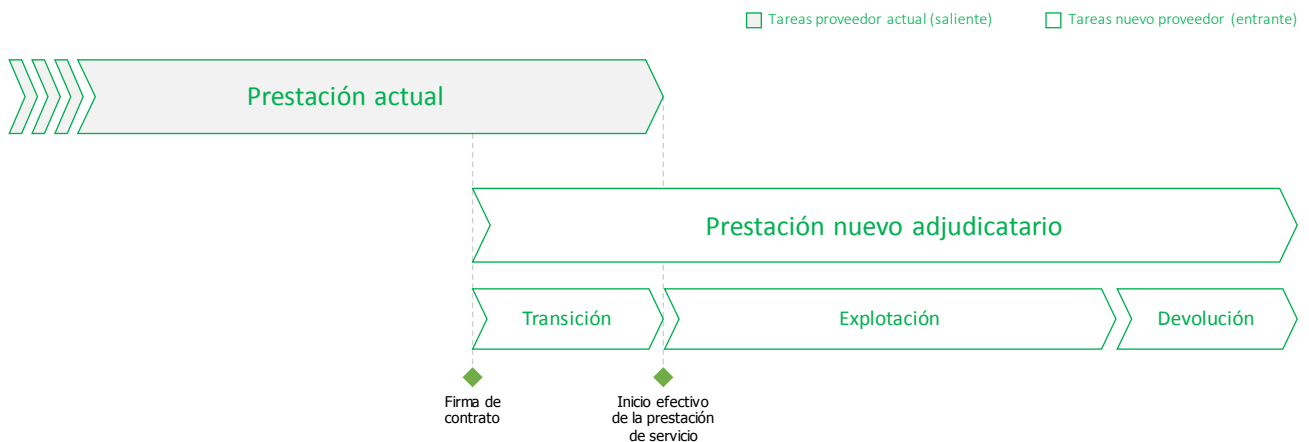 Tareas proveedor actual (saliente)
Tareas nuevo proveedor (entrante)
Prestación actual
Prestación nuevo adjudicatario
Transición
Explotación
Devolución
Firma de
contrato
Inicio efectivo
de la prestación
de servicio